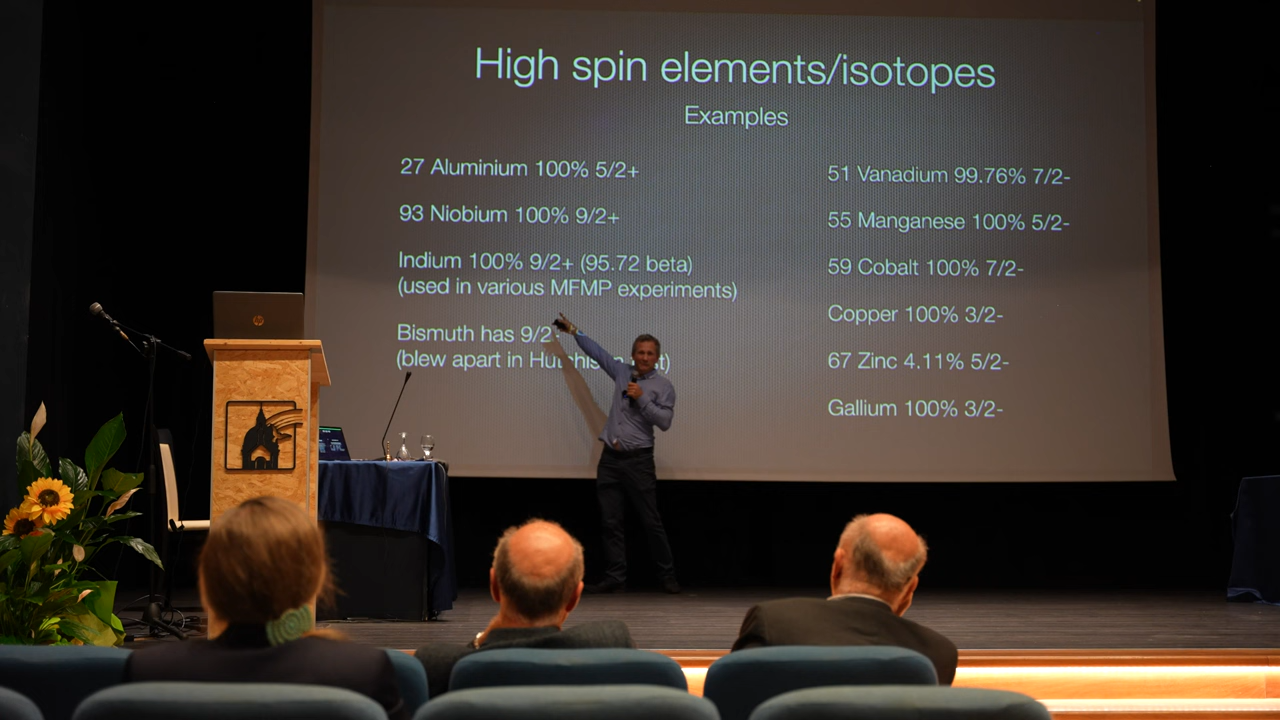 High spin elements/isotopes
Examples
27 Aluminium 100% 5/2+
93 Niobium 100% 9/2+
Indium 100% 9/2+ (95.72 beta)
(used in various MFMP experiments)
Bismuth has 9/2
(blew apart in
51 Vanadium 99.76% 7/2-
55 Manganese 100% 5/2-
59 Cobalt 100% 7/2-
Copper 100% 3/2-
67 Zinc 4.11% 5/2-
Gallium 100% 3/2-
hp